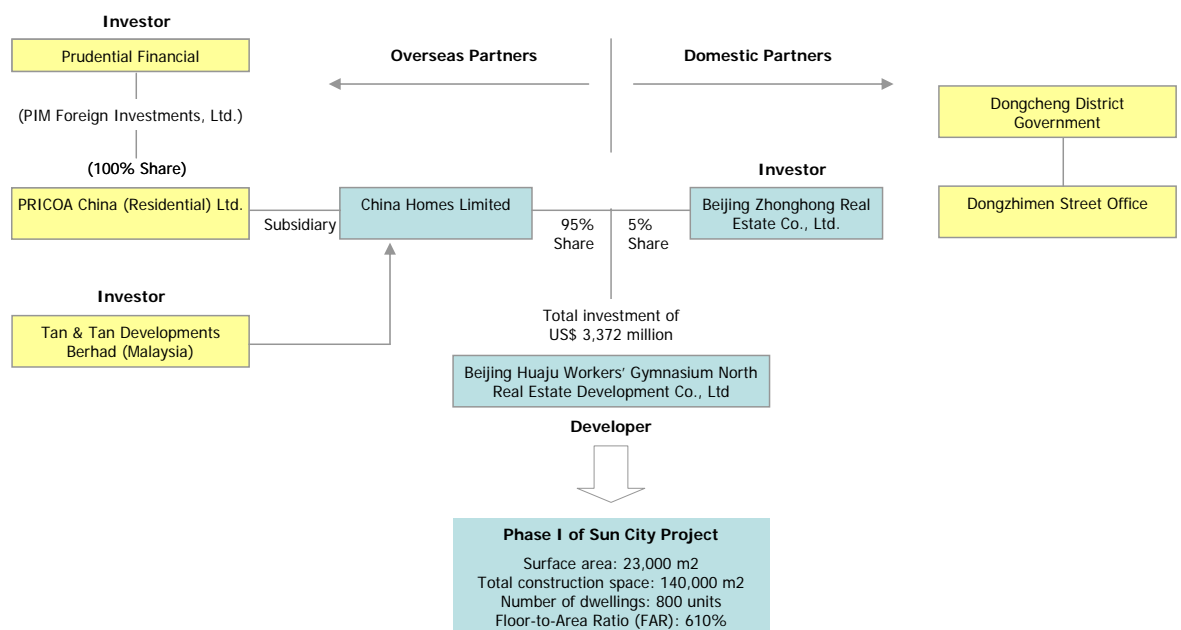 Investor
Prudential Financial
(PIM Foreign Investments, Ltd.)
(100% Share)
PRICOA China (Residential) Ltd.
Subsidiary
Investor
Tan & Tan Developments
Berhad (Malaysia)
Overseas Partners
China Homes Limited
95%
Share
Domestic Partners
5%
Share
Investor
Beijing Zhonghong Real
Estate Co., Ltd.
Dongcheng District
Government
Dongzhimen Street Office
Total investment of
US$ 3,372 million
Beijing Huaju Workers' Gymnasium North
Real Estate Development Co., Ltd
Developer
Phase I of Sun City Project
Surface area: 23,000 m2
Total construction space: 140,000 m2
Number of dwellings: 800 units
Floor-to-Area Ratio (FAR): 610%